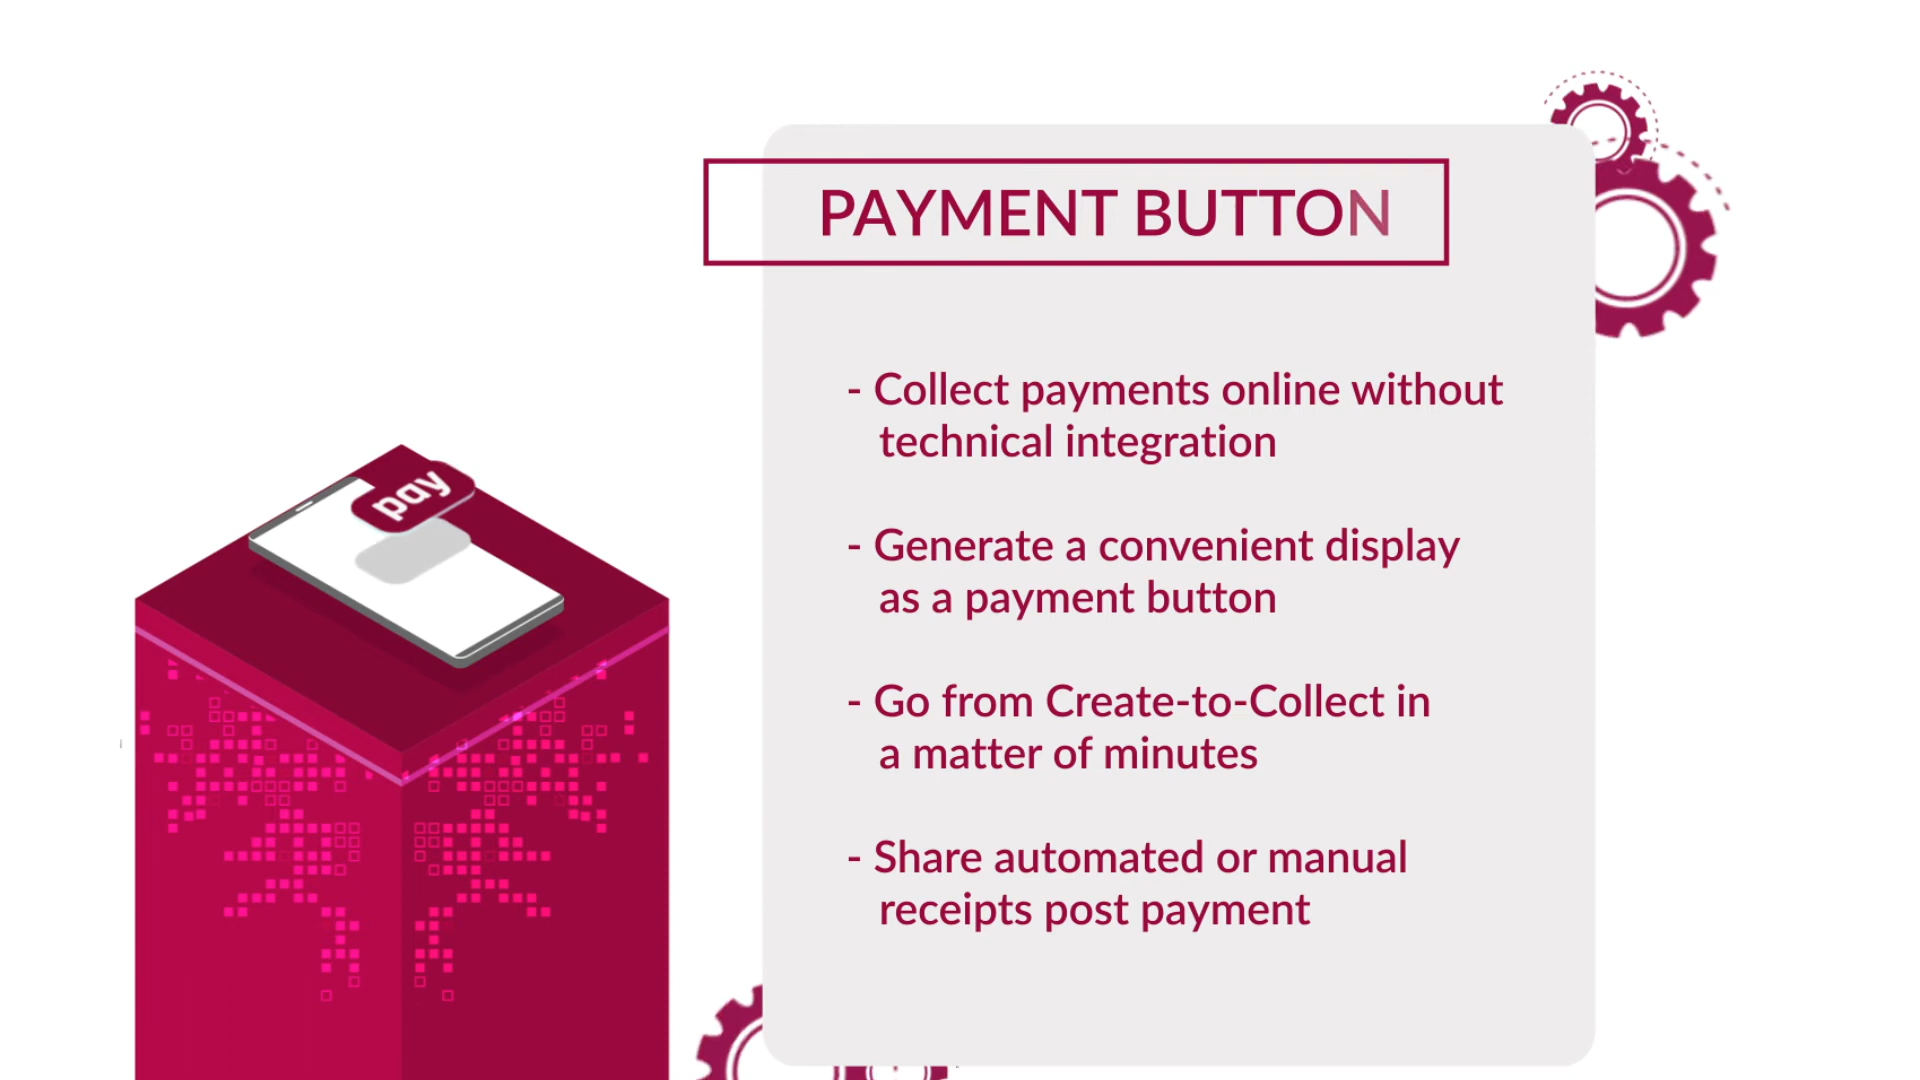 PAYMENT BUTTON
- Collect payments online without
technical integration
- Generate a convenient display
as a payment button
- Go from Create-to-Collect in
a matter of minutes
- Share automated or manual
receipts post payment
pay